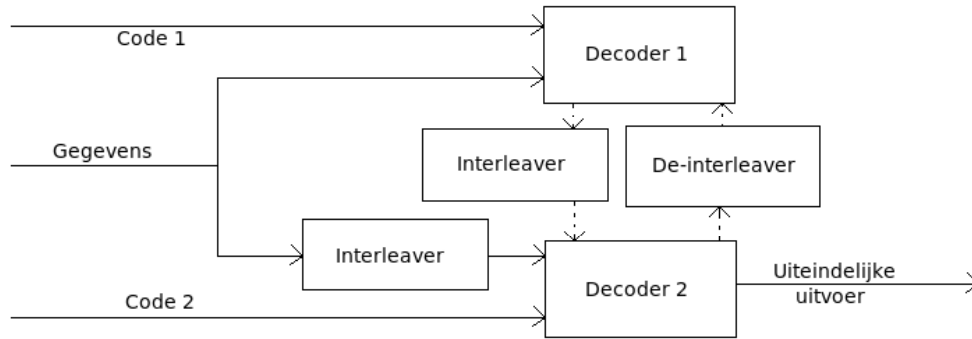 Code 1
Decoder 1
Gegevens
Interleaver
De-interleaver
Interleaver
Code 2
Decoder 2
Uiteindelijke
uitvoer